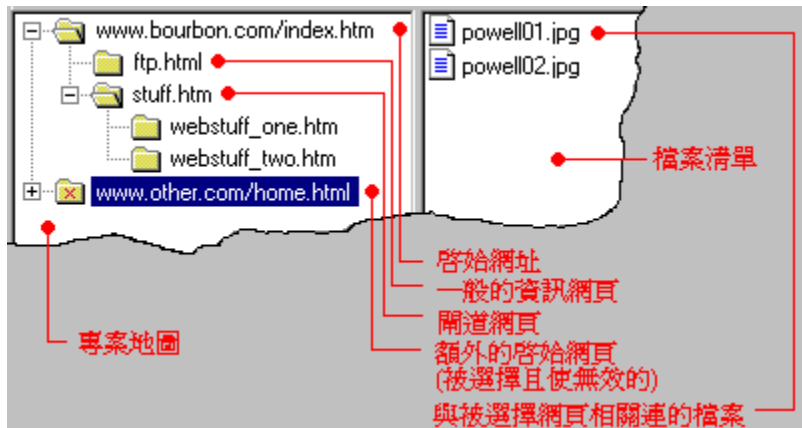 www.bourbon.com/index.htm
ftp.html
stuff.htm
webstuff_one.htm
webstuff_two.htm
www.other.com/home.html
powell01.jpg
powell02.jpg
檔案清單
啓始網址
一般的資訊網頁
閘道網頁
專案地圖
額外的啓始網頁
(被選擇且使無效的)
與被選擇網頁相關連的檔案